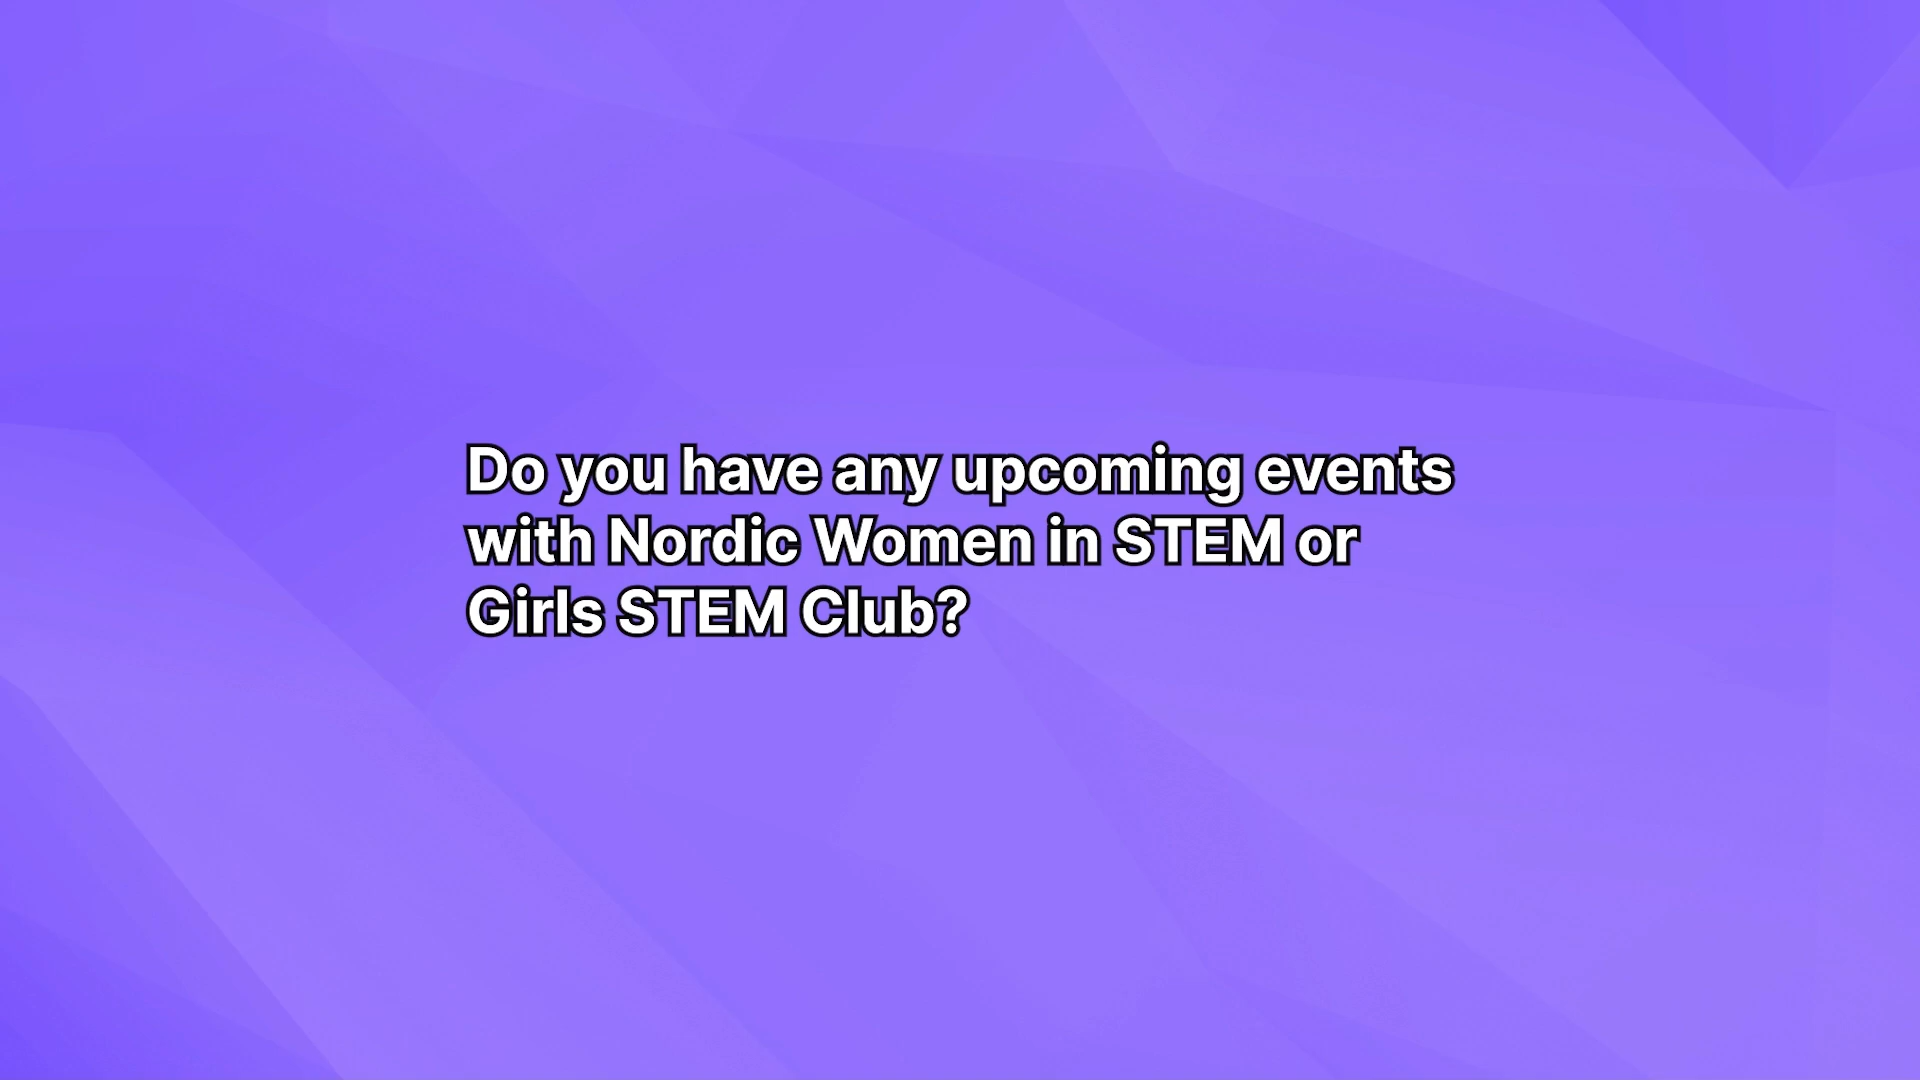 Do you have any upcoming events
with Nordic Women in STEM or
Girls STEM Club?